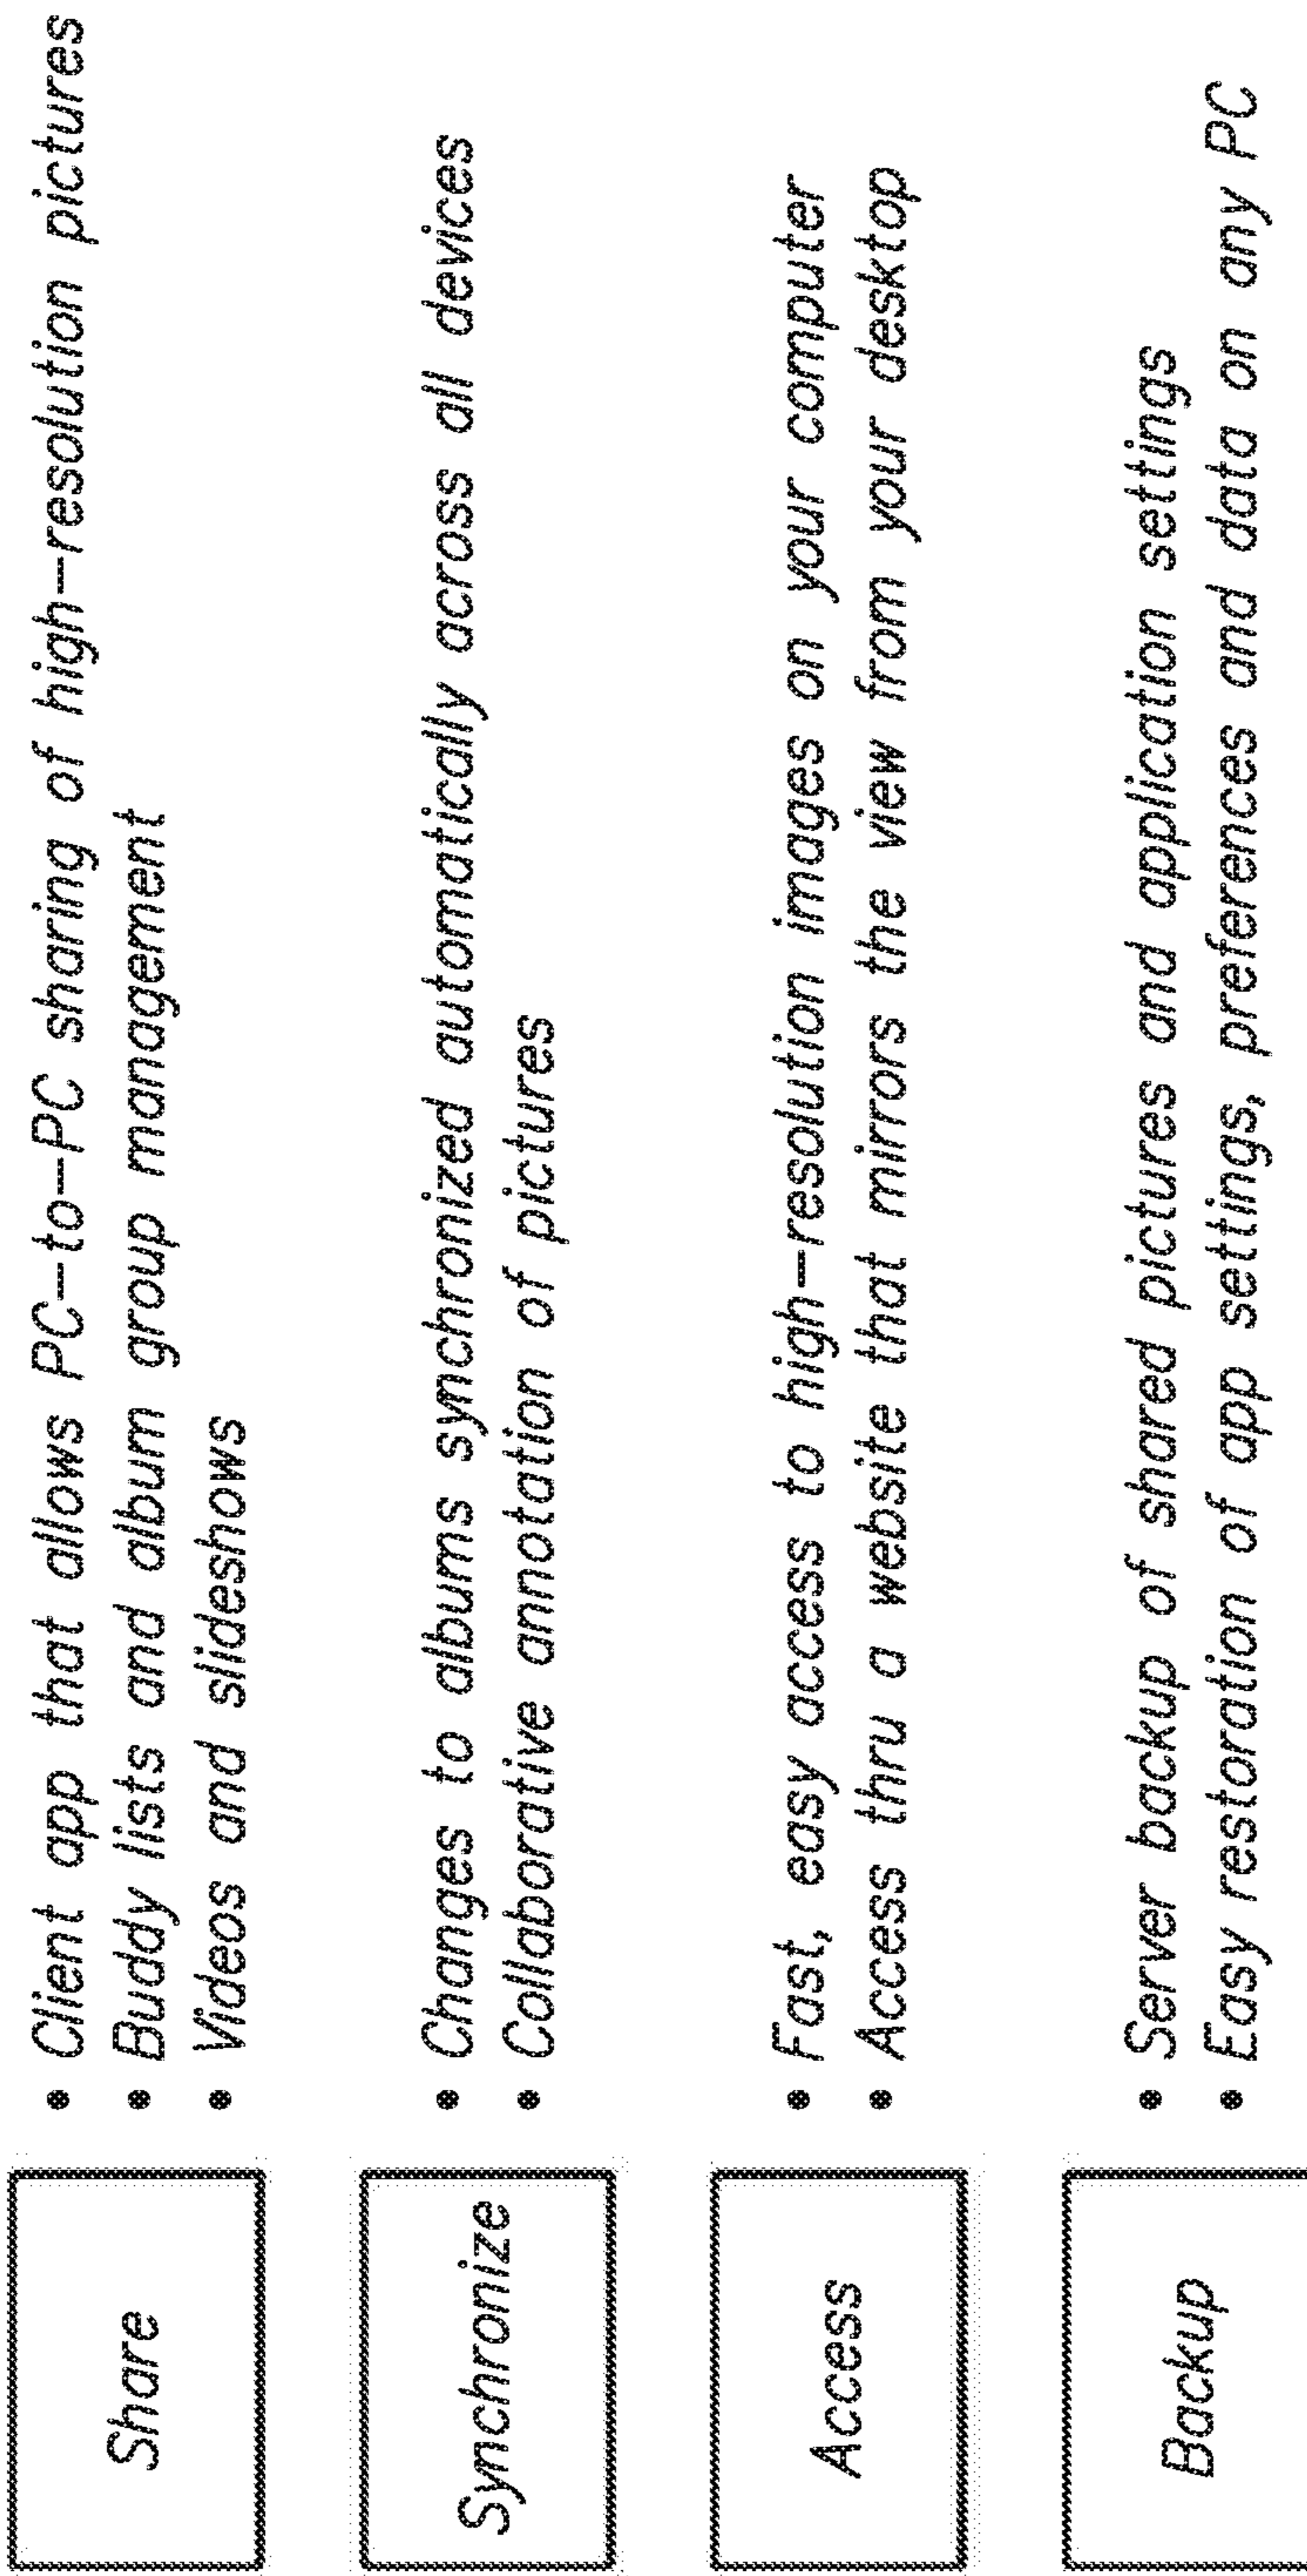 Share
• Client app that allows PC-to-PC sharing of high-resolution pictures
• Buddy lists and album group management
• Videos and slideshows
Synchronize
• Changes to albums synchronized automatically across all devices
• Collaborative annotation of pictures
Access
• Fast, easy access to high-resolution images on your computer
• Access thru a website that mirrors the view from your desktop
Backup
• Server backup of shared pictures and application settings
• Easy restoration of app settings, preferences and data on any PC